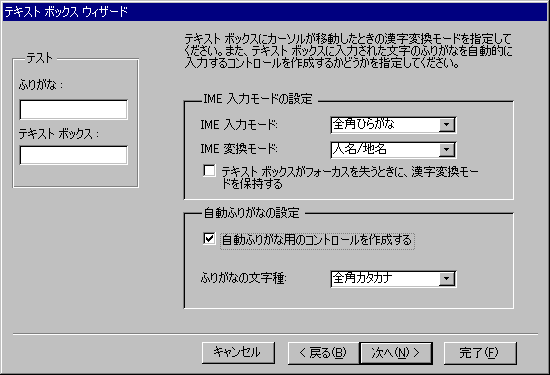 テキスト ボックス ウィザード
テキスト ボックスにカーソルが移動したときの漢字変換モードを指定して
ください。また、テキスト ボックスに入力された文字のふりがなを自動的に
入力するコントロールを作成するかどうかを指定してください。
テスト
ふりがな :
テキスト ボックス :
IME 入力モードの設定
IME 入力モード:
全角ひらがな
IME 変換モード:
人名/地名
テキスト ボックスがフォーカスを失うときに、漢字変換モー
ドを保持する
自動ふりがなの設定
自動ふりがな用のコントロールを作成する
ふりがなの文字種:
全角カタカナ
キャンセル
< 戻る(B)
次へ(N) >
完了(F)